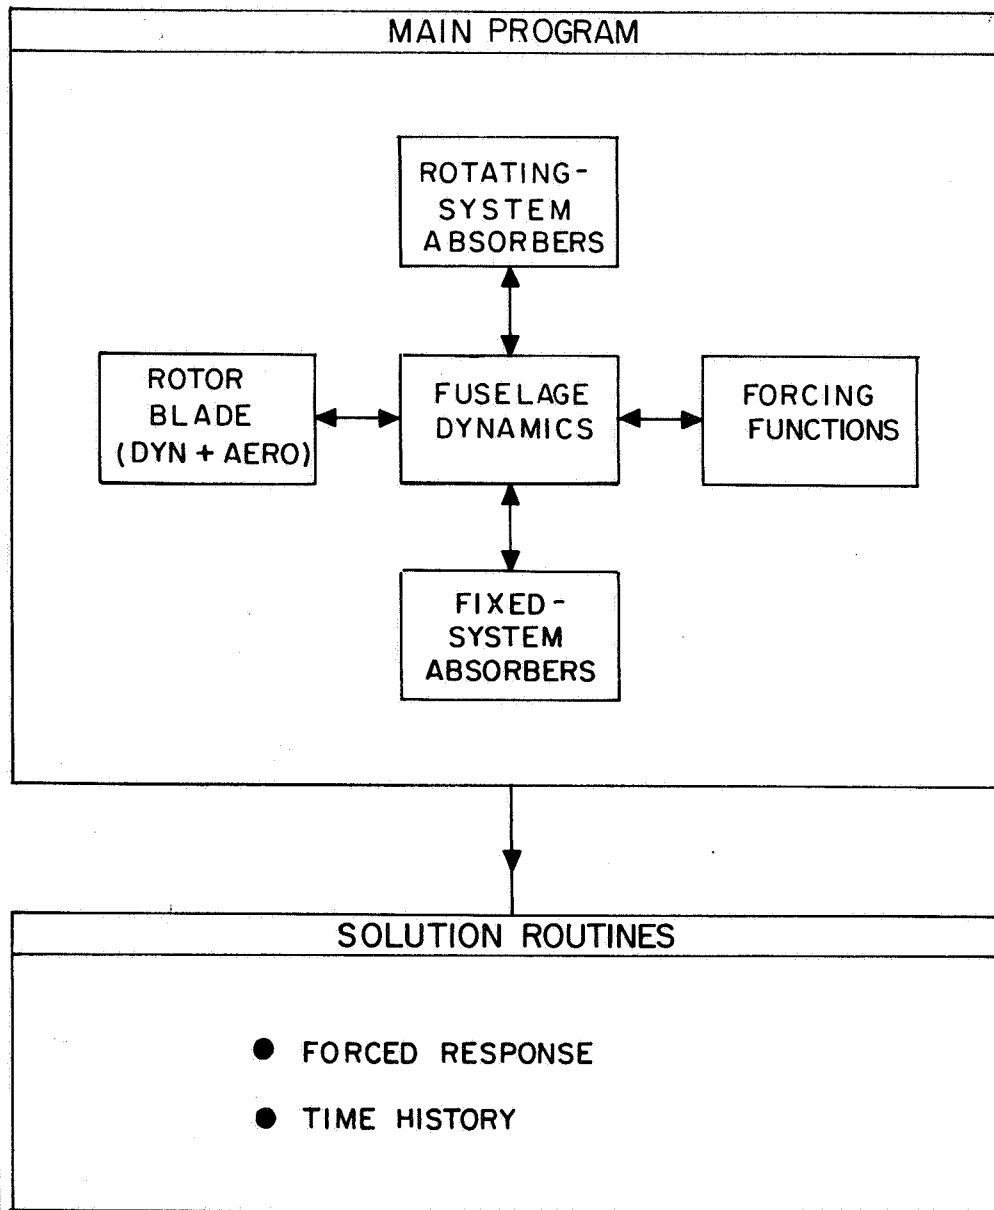 MAIN PROGRAM
ROTATING-
SYSTEM
ABSORBERS
ROTOR
BLADE
(DYN + AERO)
FUSELAGE
DYNAMICS
FORCING
FUNCTIONS
FIXED-
SYSTEM
ABSORBERS
SOLUTION ROUTINES
● FORCED RESPONSE
● TIME HISTORY